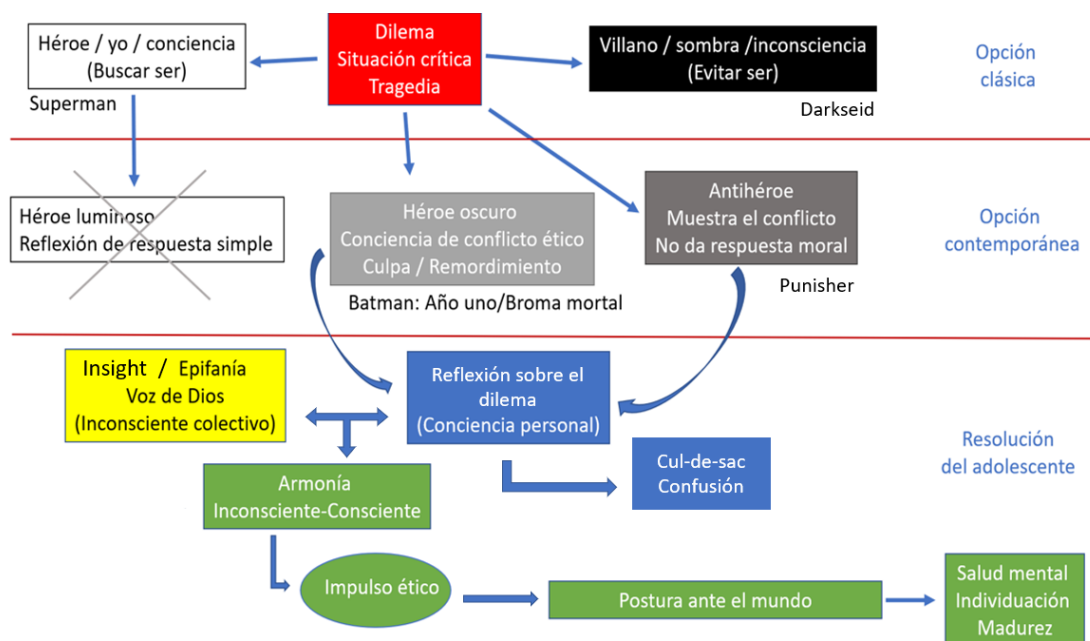 Héroe / yo / conciencia
(Buscar ser)
Superman
Dilema
Situación crítica
Tragedia
Villano / sombra /inconsciencia
(Evitar ser)
Darkseid
Opción
clásica
Héroe luminoso
Reflexión de respuesta simple
Héroe oscuro
Conciencia de conflicto ético
Culpa / Remordimiento
Batman: Año uno/Broma mortal
Antihéroe
Muestra el conflicto
No da respuesta moral
Punisher
Opción
contemporánea
Insight / Epifanía
Voz de Dios
(Inconsciente colectivo)
Reflexión sobre el
dilema
(Conciencia personal)
Cul-de-sac
Confusión
Resolución
del adolescente
Armonía
Inconsciente-Consciente
Impulso ético
Postura ante el mundo
Salud mental
Individuación
Madurez